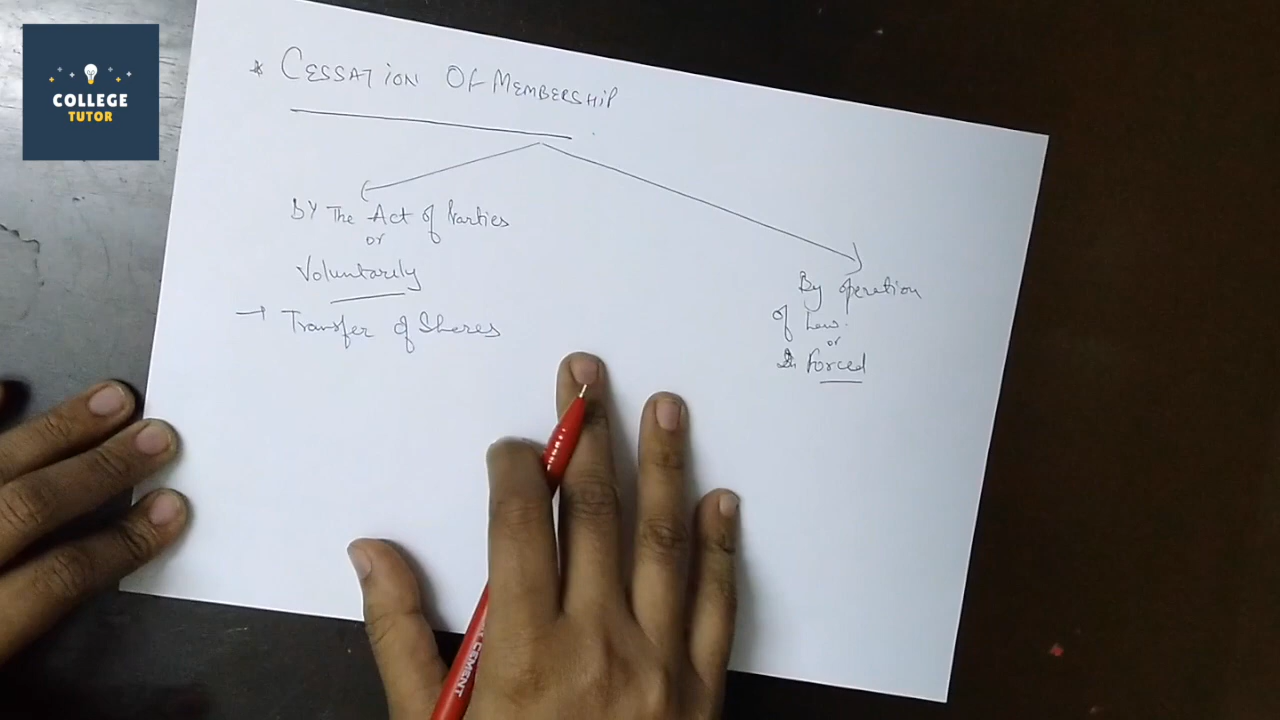 COLLEGE
TUTOR
* CESSATION OF MEMBERSHIP
BY The Act of Parties
or
Voluntarily
→ Transfer of Shares
By operation
of Law.
or
Forced
CEMENT